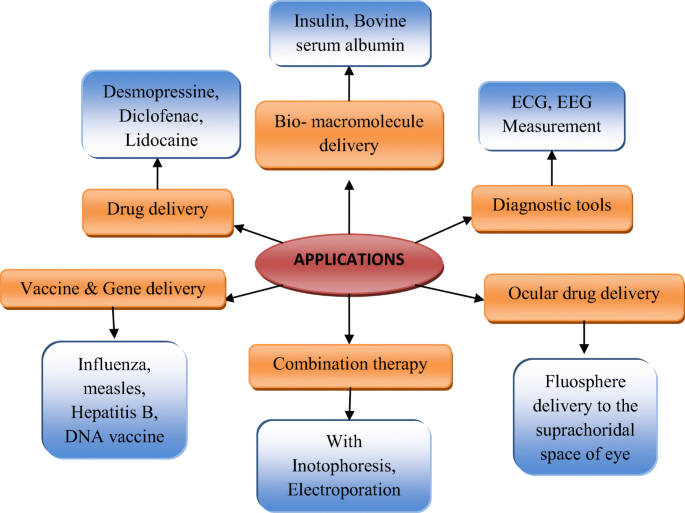 Insulin, Bovine
serum albumin
Desmopressine,
Diclofenac,
Lidocaine
ECG, EEG
Measurement
Bio- macromolecule
delivery
Drug delivery
Diagnostic tools
APPLICATIONS
Vaccine & Gene delivery
Ocular drug delivery
Combination therapy
Influenza,
measles,
Hepatitis B,
DNA vaccine
Fluosphere
delivery to the
suprachoridal
space of eye
With
Inotophoresis,
Electroporation